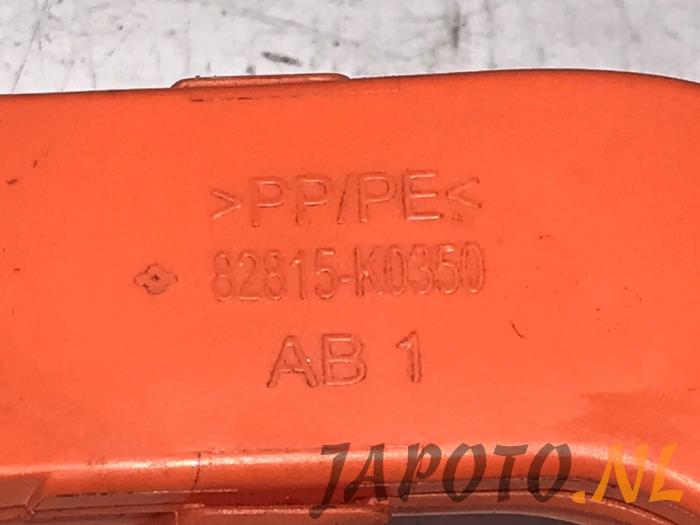 >PP/PE<
82815-K0350
AB 1
JAPOTO.NL